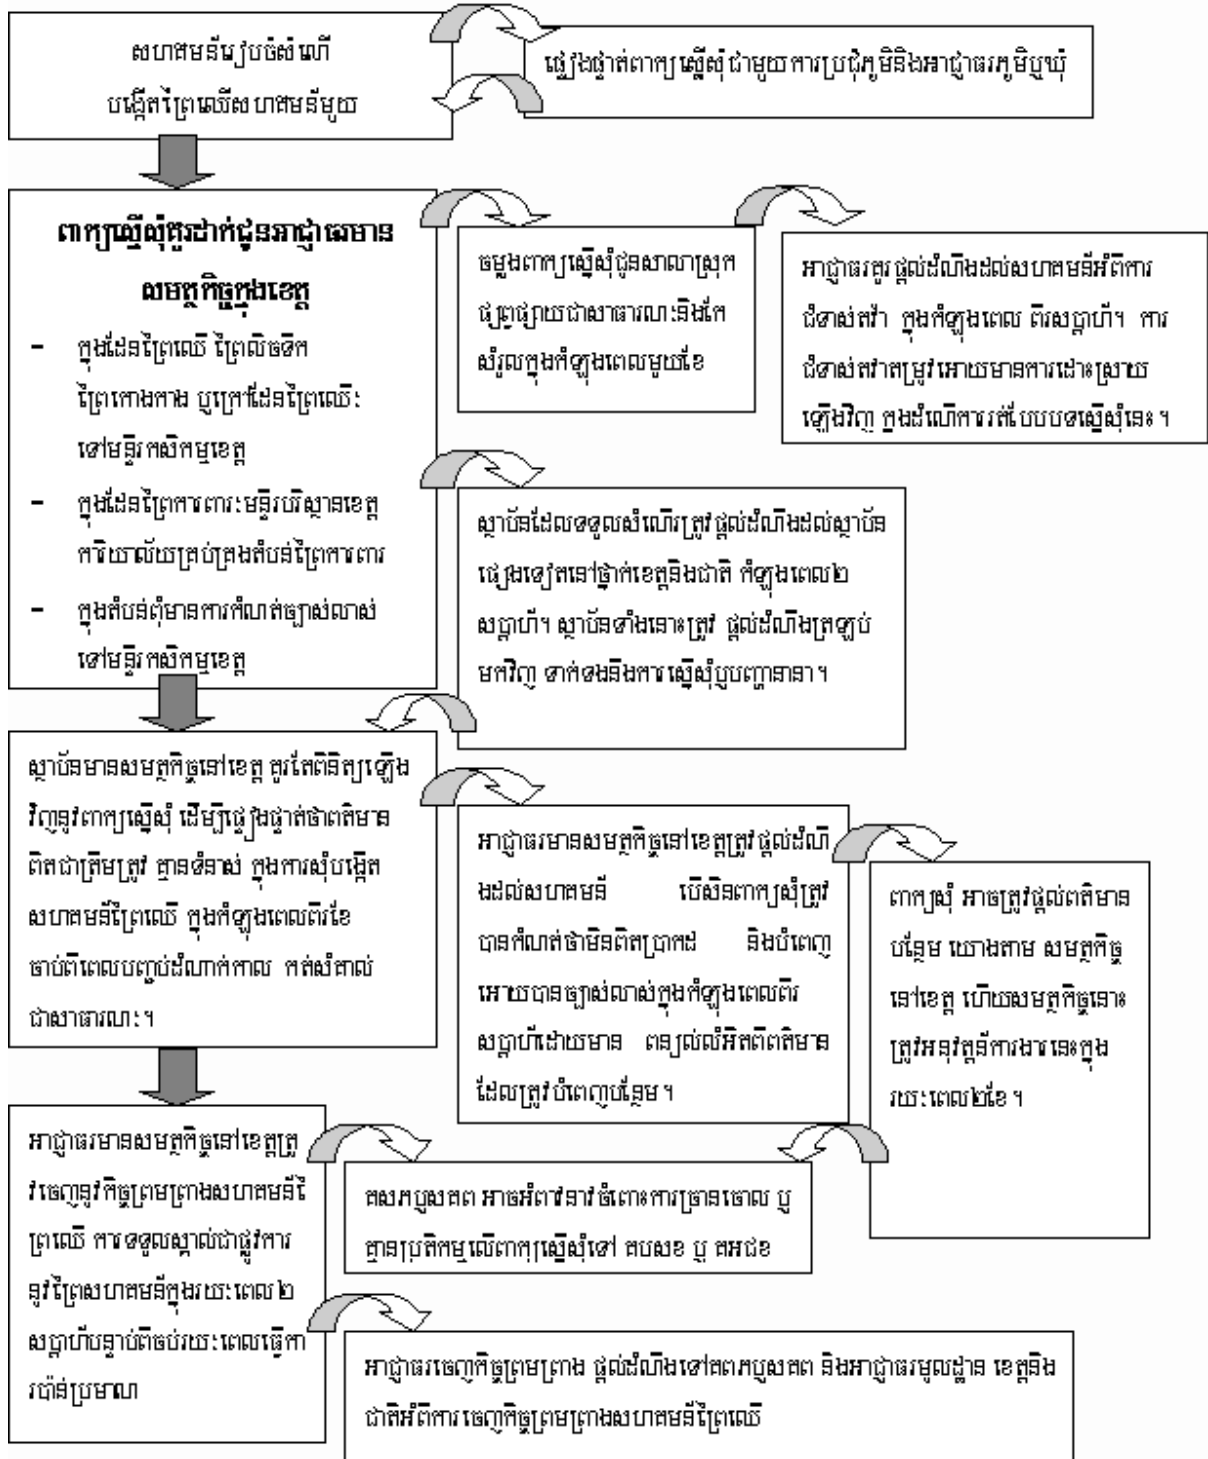 សហគមន៍រៀបចំសំណើ
បង្កើតព្រៃឈើសហគមន៍មួយ
ផ្ទៀងផ្ទាត់ពាក្យស្នើសុំជាមួយការប្រជុំភូមិនិងអាជ្ញាធរភូមិឬឃុំ
ពាក្យស្នើសុំគួរដាក់ជូនអាជ្ញាធរមាន
សមត្ថកិច្ចក្នុងខេត្ត
– ក្នុងដែនព្រៃឈើ ព្រៃលិចទឹក
ព្រៃកោងកាង ឬក្រៅដែនព្រៃឈើៈ
ទៅមន្ទីរកសិកម្មខេត្ត
– ក្នុងដែនព្រៃការពារៈមន្ទីរបរិស្ថានខេត្ត
ការិយាល័យគ្រប់គ្រងតំបន់ព្រៃការពារ
– ក្នុងតំបន់ពុំមានការកំណត់ច្បាស់លាស់
ទៅមន្ទីរកសិកម្មខេត្ត
ចម្លងពាក្យស្នើសុំជូនសាលាស្រុក
ផ្សព្វផ្សាយជាសាធារណៈនិងកែ
សំរួលក្នុងកំឡុងពេលមួយខែ
អាជ្ញាធរគួរផ្តល់ដំណឹងដល់សហគមន៍អំពីការ
ជំទាស់តវ៉ា ក្នុងកំឡុងពេល ពីរសប្តាហ៍។ ការ
ជំទាស់តវ៉ាតម្រូវអោយមានការដោះស្រាយ
ឡើងវិញ ក្នុងដំណើការរត់បែបបទស្នើសុំនេះ។
ស្ថាប័នដែលទទួលសំណើរត្រូវផ្តល់ដំណឹងដល់ស្ថាប័ន
ផ្សេងទៀតនៅថ្នាក់ខេត្តនិងជាតិ កំឡុងពេល២
សប្តាហ៍។ ស្ថាប័នទាំងនោះត្រូវ ផ្តល់ដំណឹងត្រឡប់
មកវិញ ទាក់ទងនឹងការស្នើសុំឬបញ្ហានានា។
ស្ថាប័នមានសមត្ថកិច្ចនៅខេត្ត គួរតែពិនិត្យឡើង
វិញនូវពាក្យស្នើសុំ ដើម្បីផ្ទៀងផ្ទាត់ថាពត៌មាន
ពិតជាត្រឹមត្រូវ គ្មានទំនាស់ ក្នុងការសុំបង្កើត
សហគមន៍ព្រៃឈើ ក្នុងកំឡុងពេលពីរខែ
ចាប់ពីពេលបញ្ចប់ដំណាក់កាល កត់សំគាល់
ជាសាធារណៈ។
អាជ្ញាធរមានសមត្ថកិច្ចនៅខេត្តត្រូវផ្តល់ដំណឹ
ងដល់សហគមន៍ បើសិនពាក្យសុំត្រូវ
បានកំណត់ថាមិនពិតប្រាកដ និងបំពេញ
អោយបានច្បាស់លាស់ក្នុងកំឡុងពេលពីរ
សប្តាហ៍ដោយមាន ពន្យល់លំអិតពីពត៌មាន
ដែលត្រូវបំពេញបន្ថែម។
ពាក្យសុំ អាចត្រូវផ្តល់ពត៌មាន
បន្ថែម យោងតាម សមត្ថកិច្ច
នៅខេត្ត ហើយសមត្ថកិច្ចនោះ
ត្រូវអនុវត្តន៍ការងារនេះក្នុង
រយៈពេល២ខែ។
អាជ្ញាធរមានសមត្ថកិច្ចនៅខេត្តត្រូ
វចេញនូវកិច្ចព្រមព្រាងសហគមន៍ព្រៃឈើ ការទទួលស្គាល់ជាផ្លូវការ
នូវព្រៃសហគមន៍ក្នុងរយៈពេល២
សប្តាហ៍បន្ទាប់ពីចប់រយៈពេលធ្វើកា
រប៉ាន់ប្រមាណ
គសភឬសគព អាចអំពាវនាវចំពោះការច្រានចោល ឬ
គ្មានប្រតិកម្មលើពាក្យស្នើសុំទៅ គបសខ ឬ គអជខ
អាជ្ញាធរចេញកិច្ចព្រមព្រាង ផ្តល់ដំណឹងទៅគពភឬសគព និងអាជ្ញាធរមូលដ្ឋាន ខេត្តនិង
ជាតិអំពីការចេញកិច្ចព្រមព្រាងសហគមន៍ព្រៃឈើ